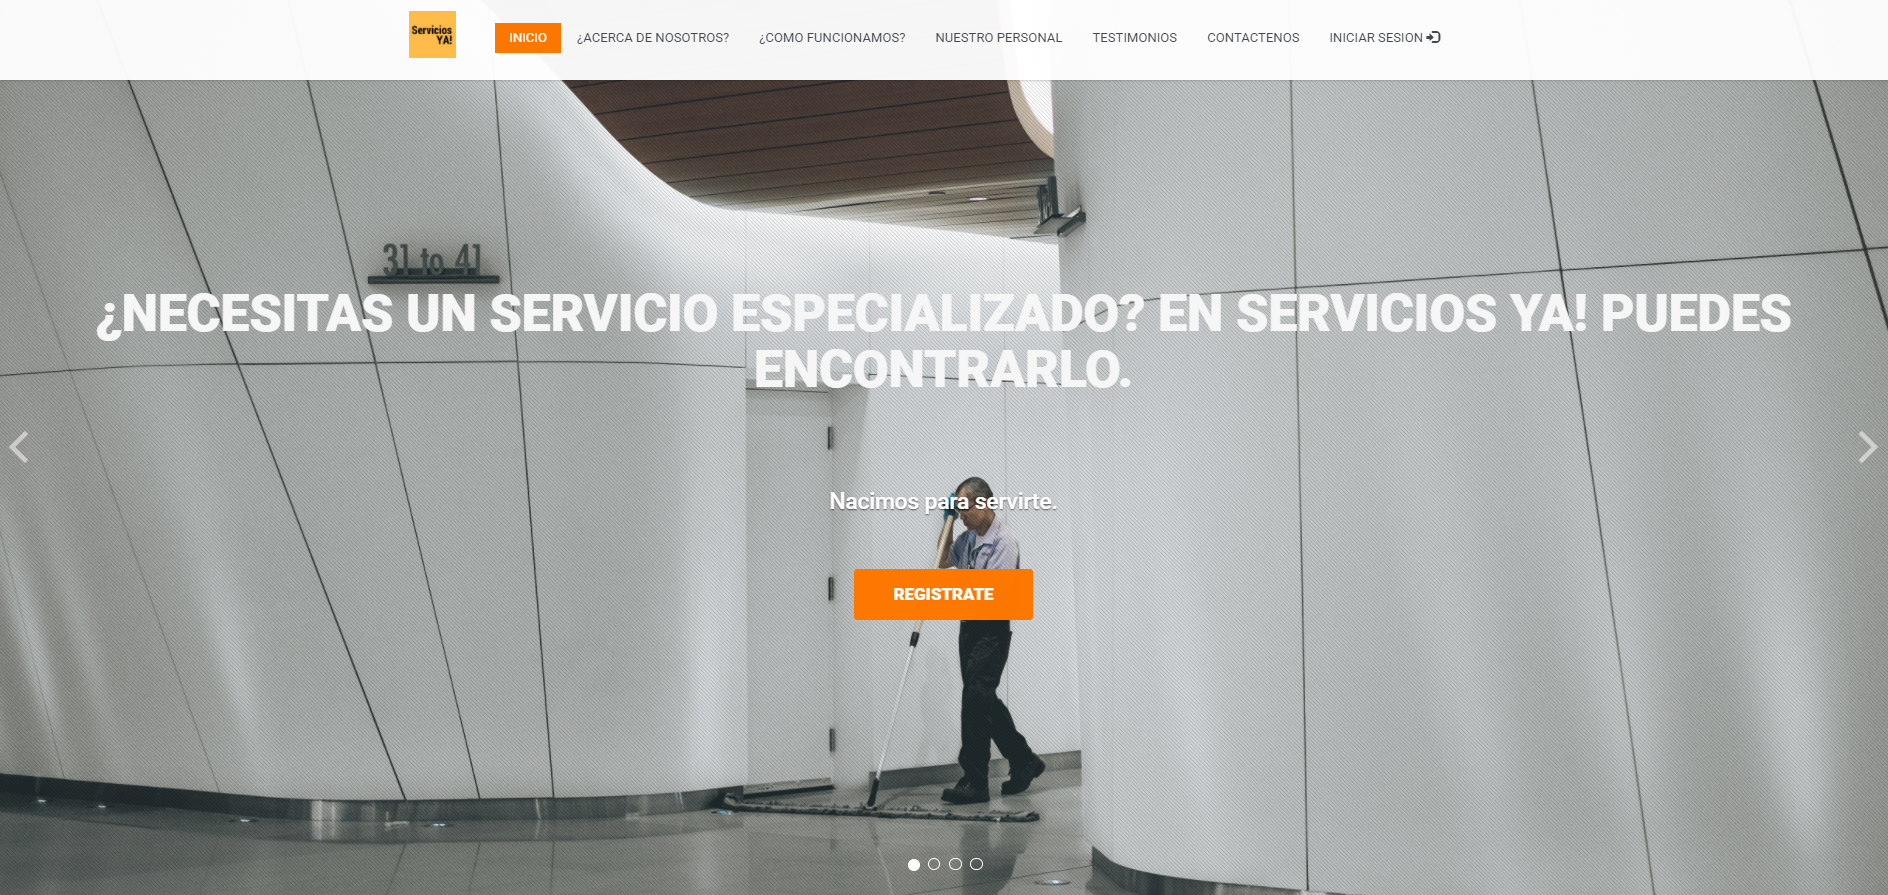 Servicios
YA!
INICIO
¿ACERCA DE NOSOTROS?
¿COMO FUNCIONAMOS?
NUESTRO PERSONAL
TESTIMONIOS
CONTACTENOS
INICIAR SESION
31 to 41
¿NECESITAS UN SERVICIO ESPECIALIZADO? EN SERVICIOS YA! PUEDES
ENCONTRARLO.
Nacimos para servirte.
REGISTRATE